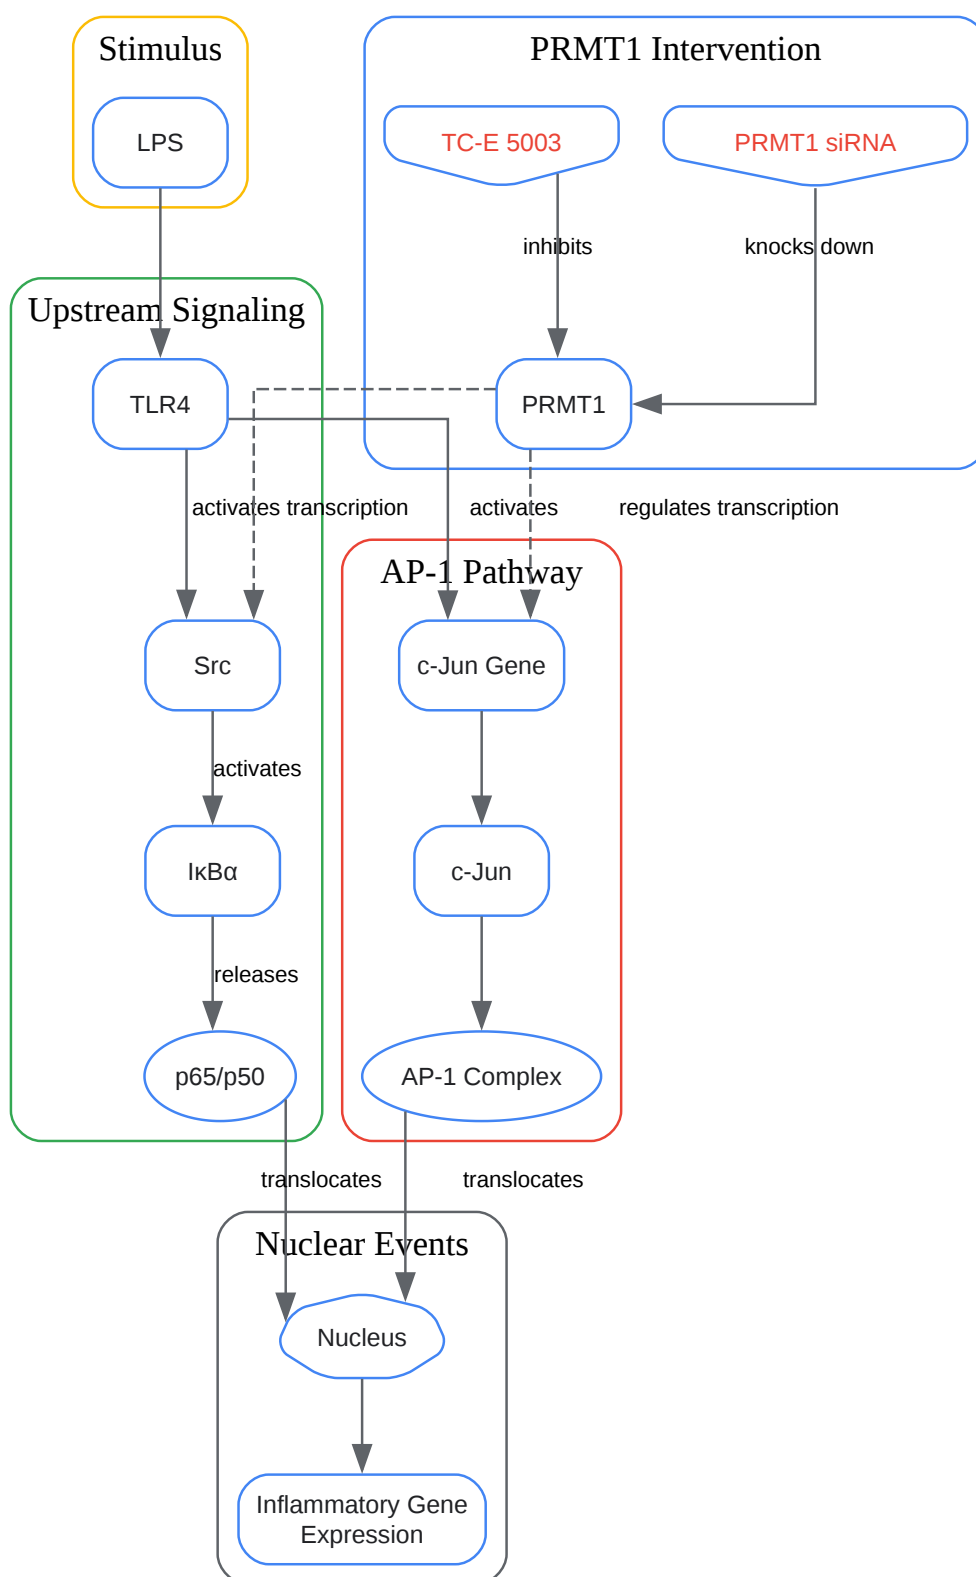 Stimulus
PRMT1 Intervention
LPS
TC-E 5003
PRMT1 siRNA
inhibits
knocks down
Upstream Signaling
TLR4
PRMT1
activates transcription
activates
regulates transcription
AP-1 Pathway
Src
c-Jun Gene
activates
IκBα
c-Jun
releases
p65/p50
AP-1 Complex
translocates
translocates
Nuclear Events
Nucleus
Inflammatory Gene
Expression